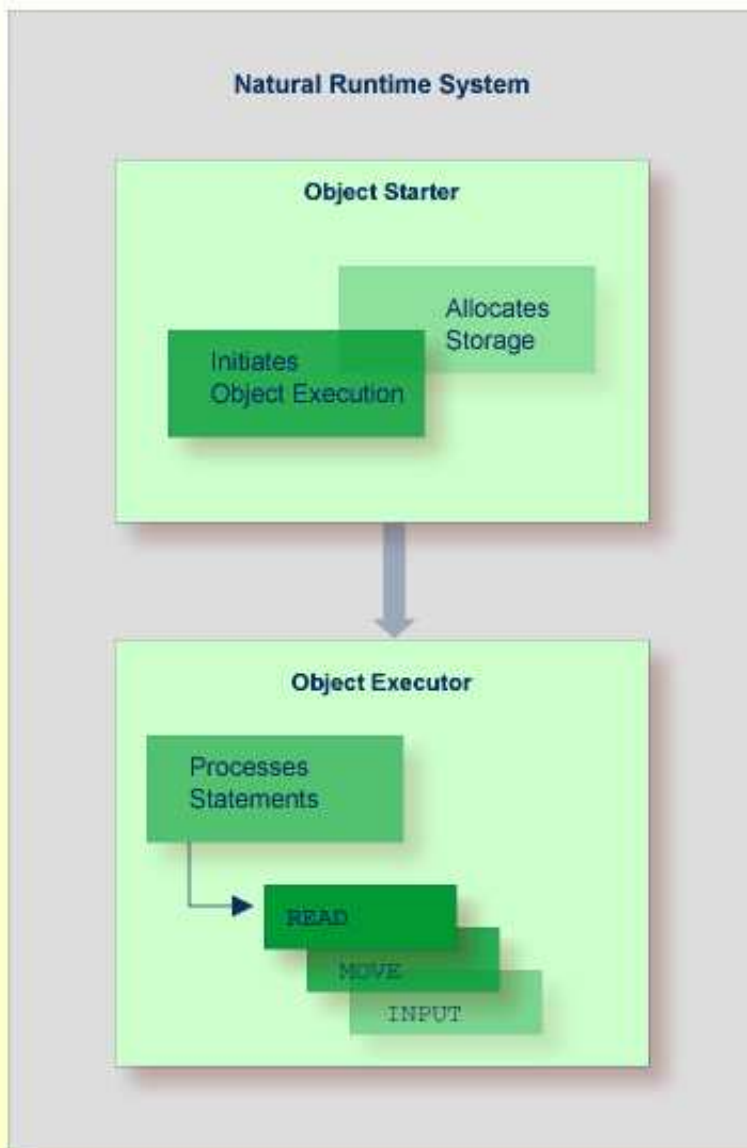 Natural Runtime System
Object Starter
Allocates
Storage
Initiates
Object Execution
Object Executor
Processes
Statements
READ
MOVE
INPUT